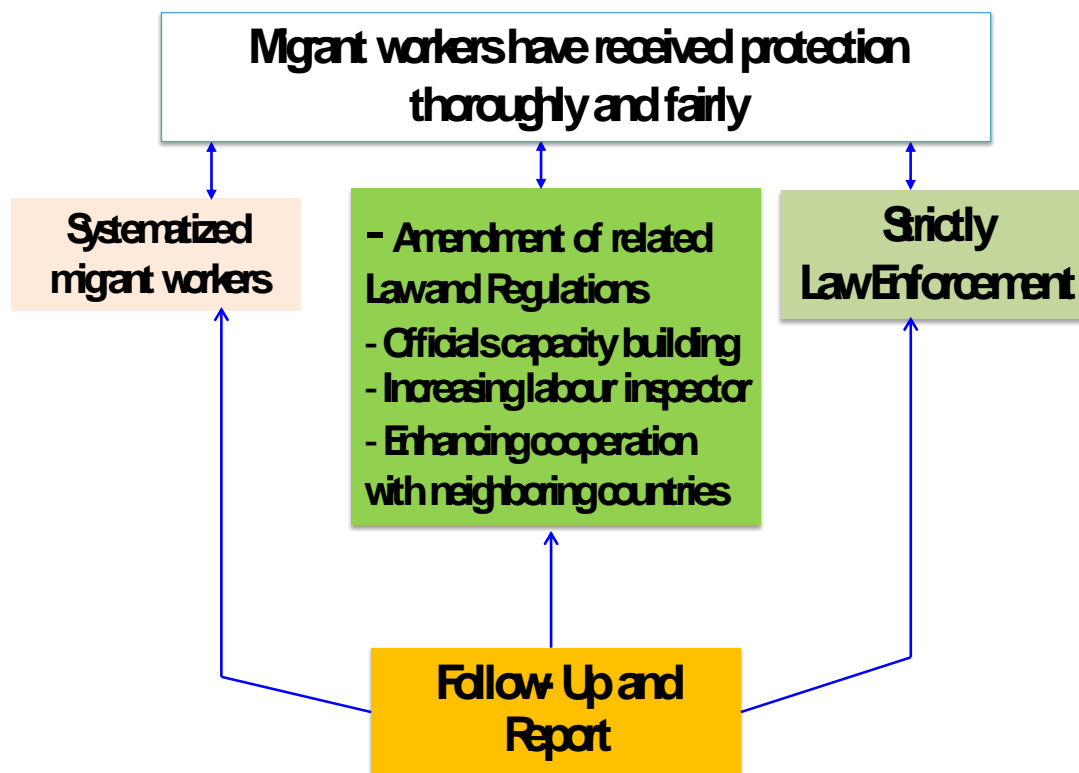 Migrant workers have received protection
thoroughly and fairly
Systematized
migrant workers
- Amendment of related
Law and Regulations
- Officials capacity building
- Increasing labour inspector
- Enhancing cooperation
with neighboring countries
Strictly
Law Enforcement
Follow- Up and
Report